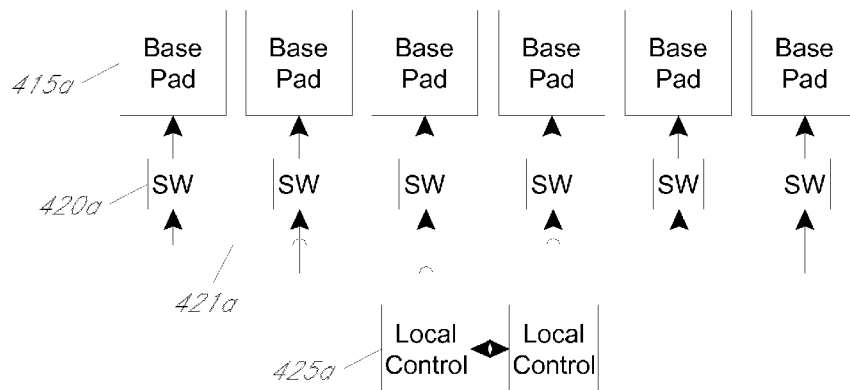 Base Pad Base Pad Base Pad Base Pad Base Pad Base Pad
415a
SW SW SW SW SW SW
420a
421a
Local Control Local Control
425a